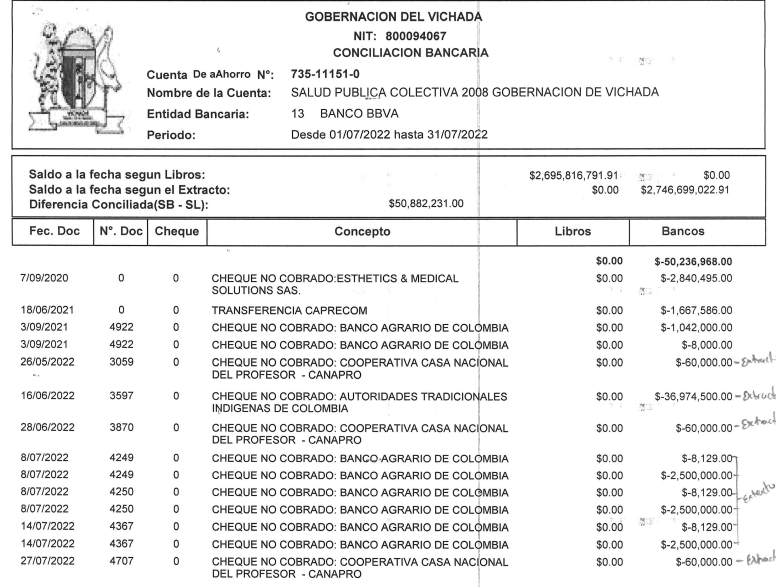 GOBERNACION DEL VICHADA
NIT: 800094067
CONCILIACION BANCARIA
VICHADA
Cuenta De aAhorro N°: 735-11151-0
Nombre de la Cuenta: SALUD PUBLICA COLECTIVA 2008 GOBERNACION DE VICHADA
Entidad Bancaria: 13 BANCO BBVA
Periodo: Desde 01/07/2022 hasta 31/07/2022
Saldo a la fecha segun Libros: $2,695,816,791.91 $0.00
Saldo a la fecha segun el Extracto: $0.00 $2,746,699,022.91
Diferencia Conciliada(SB - SL): $50,882,231.00
Fec. Doc N°. Doc Cheque Concepto Libros Bancos
$0.00 $-50,236,968.00
7/09/2020 0 0 CHEQUE NO COBRADO:ESTHETICS & MEDICAL $0.00 $-2,840,495.00
SOLUTIONS SAS.
18/06/2021 0 0 TRANSFERENCIA CAPRECOM $0.00 $-1,667,586.00
3/09/2021 4922 0 CHEQUE NO COBRADO: BANCO AGRARIO DE COLOMBIA $0.00 $-1,042,000.00
3/09/2021 4922 0 CHEQUE NO COBRADO: BANCO AGRARIO DE COLOMBIA $0.00 $-8,000.00
26/05/2022 3059 0 CHEQUE NO COBRADO: COOPERATIVA CASA NACIONAL $0.00 $-60,000.00 - Extract
DEL PROFESOR - CANAPRO
16/06/2022 3597 0 CHEQUE NO COBRADO: AUTORIDADES TRADICIONALES $0.00 $-36,974,500.00 - Extract
INDIGENAS DE COLOMBIA
28/06/2022 3870 0 CHEQUE NO COBRADO: COOPERATIVA CASA NACIONAL $0.00 $-60,000.00 - Extract
DEL PROFESOR - CANAPRO
8/07/2022 4249 0 CHEQUE NO COBRADO: BANCO AGRARIO DE COLOMBIA $0.00 $-8,129.00
8/07/2022 4249 0 CHEQUE NO COBRADO: BANCO AGRARIO DE COLOMBIA $0.00 $-2,500,000.00
8/07/2022 4250 0 CHEQUE NO COBRADO: BANCO AGRARIO DE COLOMBIA $0.00 $-8,129.00
8/07/2022 4250 0 CHEQUE NO COBRADO: BANCO AGRARIO DE COLOMBIA $0.00 $-2,500,000.00
14/07/2022 4367 0 CHEQUE NO COBRADO: BANCO AGRARIO DE COLOMBIA $0.00 $-8,129.00
14/07/2022 4367 0 CHEQUE NO COBRADO: BANCO AGRARIO DE COLOMBIA $0.00 $-2,500,000.00
27/07/2022 4707 0 CHEQUE NO COBRADO: COOPERATIVA CASA NACIONAL $0.00 $-60,000.00 - Extract
DEL PROFESOR - CANAPRO